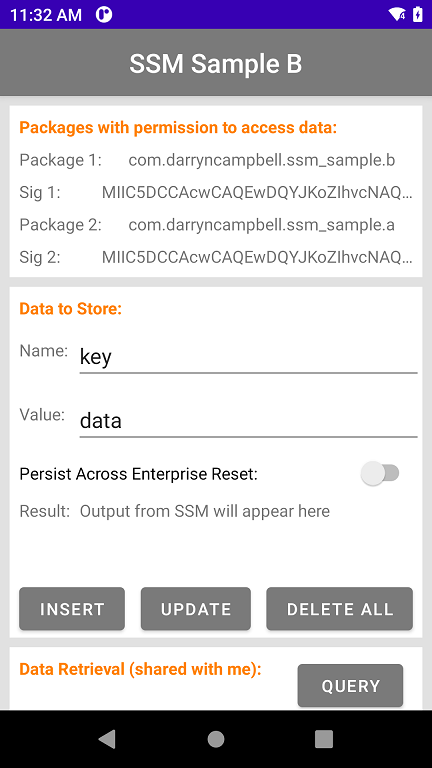 11:32 AM
SSM Sample B
Packages with permission to access data:
Package 1: com.darryncampbell.ssm_sample.b
Sig 1: MIIC5DCCAcwCAQEwDQYJKoZIhvcNAQ...
Package 2: com.darryncampbell.ssm_sample.a
Sig 2: MIIC5DCCAcwCAQEwDQYJKoZIhvcNAQ...
Data to Store:
Name: key
Value: data
Persist Across Enterprise Reset:
Result: Output from SSM will appear here
INSERT UPDATE DELETE ALL
Data Retrieval (shared with me):
QUERY